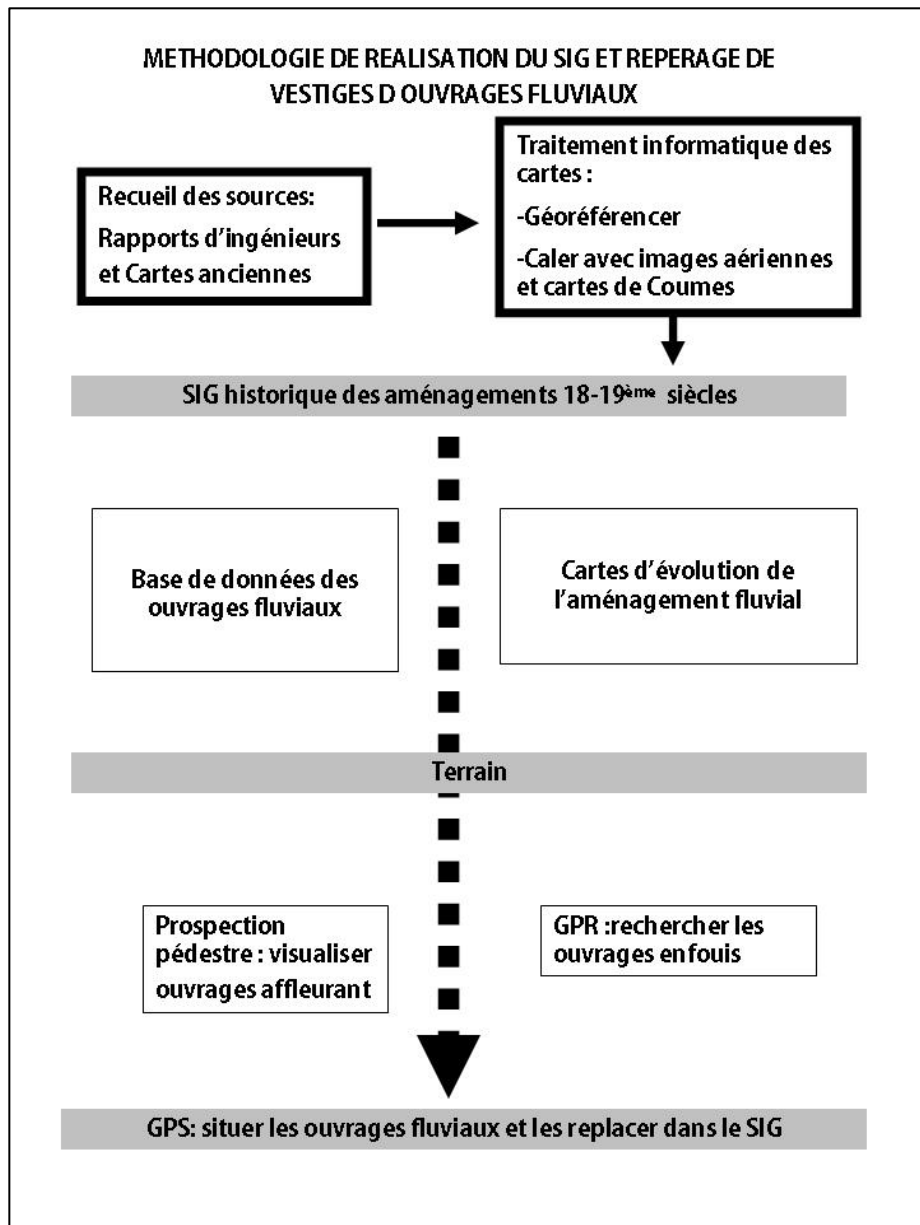 METHODOLOGIE DE REALISATION DU SIG ET REPERAGE DE
VESTIGES D OUVRAGES FLUVIAUX
Recueil des sources:
Rapports d’ingénieurs
et Cartes anciennes
Traitement informatique des
cartes :
-Géoréférencer
-Caler avec images aériennes
et cartes de Coumes
SIG historique des aménagements 18-19ème siècles
Base de données des
ouvrages fluviaux
Cartes d’évolution de
l’aménagement fluvial
Terrain
Prospection
pédestre : visualiser
ouvrages affleurant
GPR :rechercher les
ouvrages enfouis
GPS: situer les ouvrages fluviaux et les replacer dans le SIG